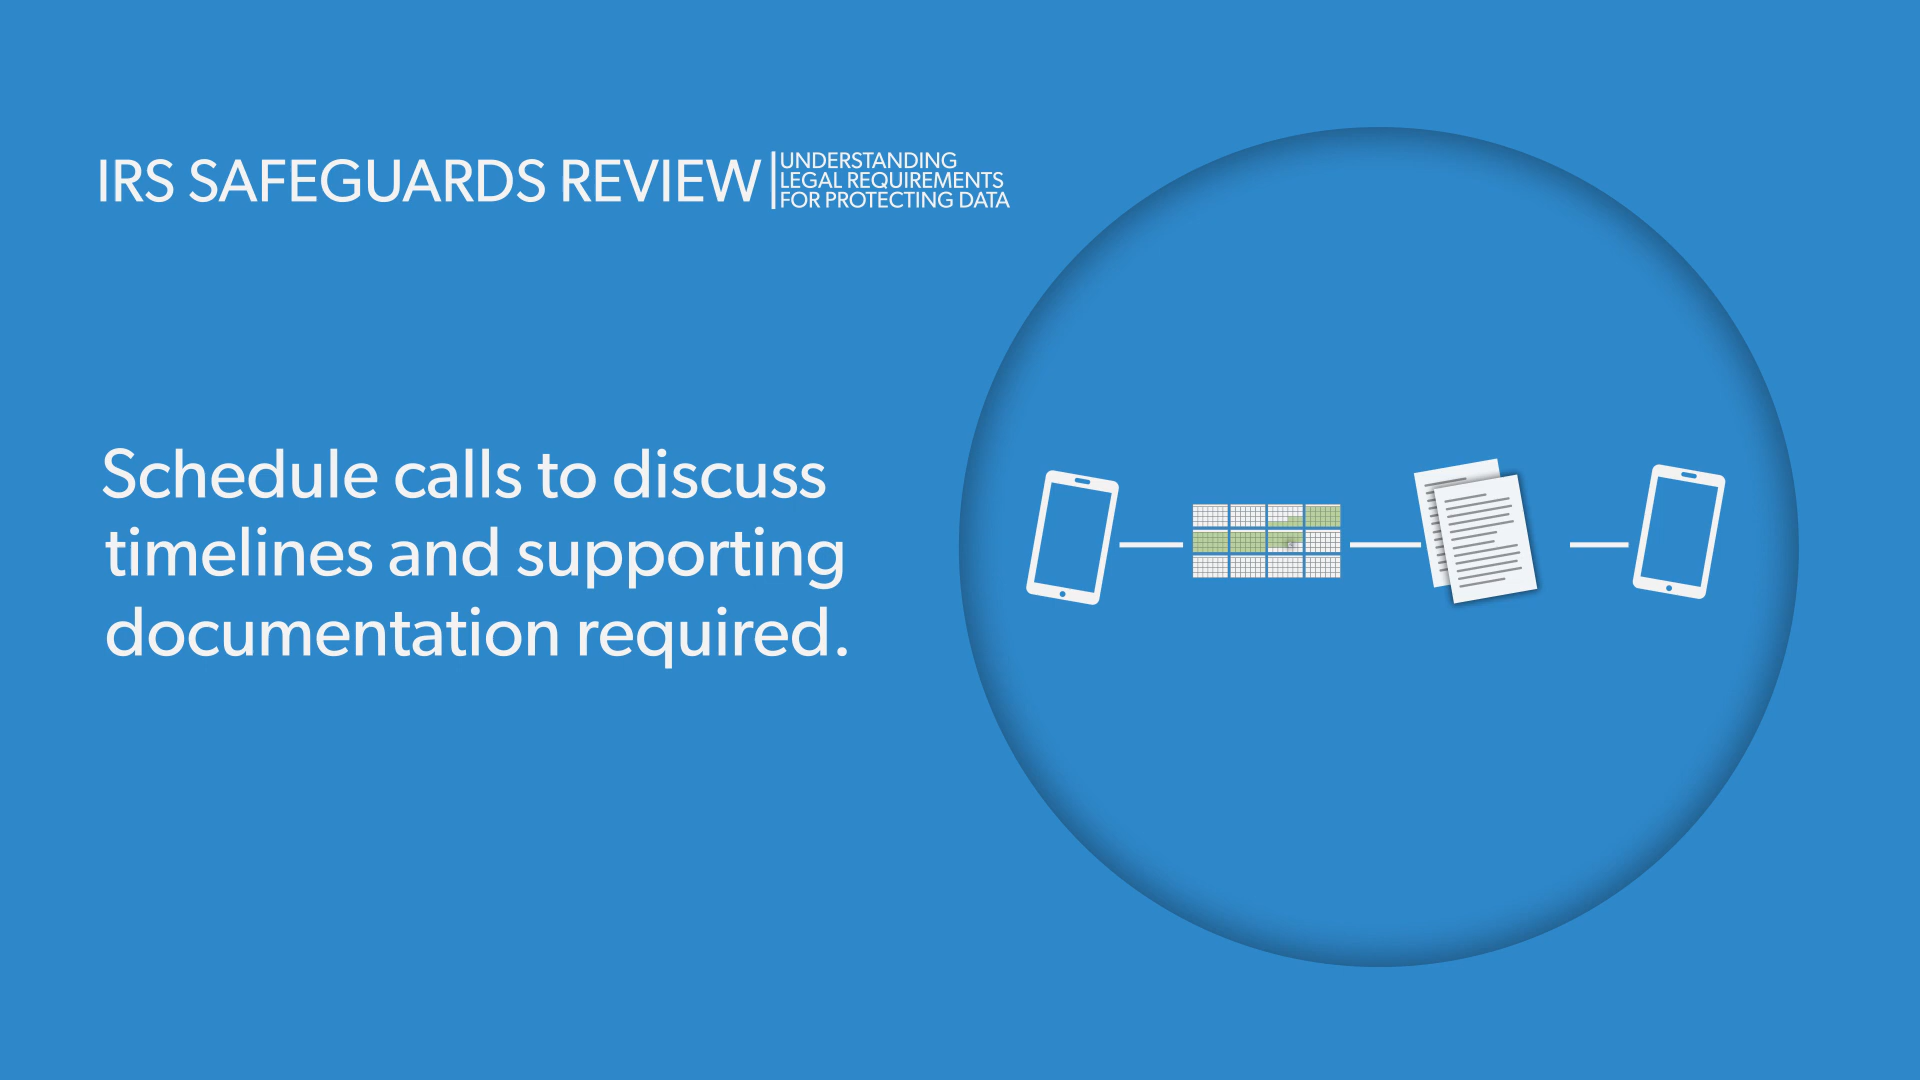 IRS SAFEGUARDS REVIEW
UNDERSTANDING
LEGAL REQUIREMENTS
FOR PROTECTING DATA
Schedule calls to discuss
timelines and supporting
documentation required.